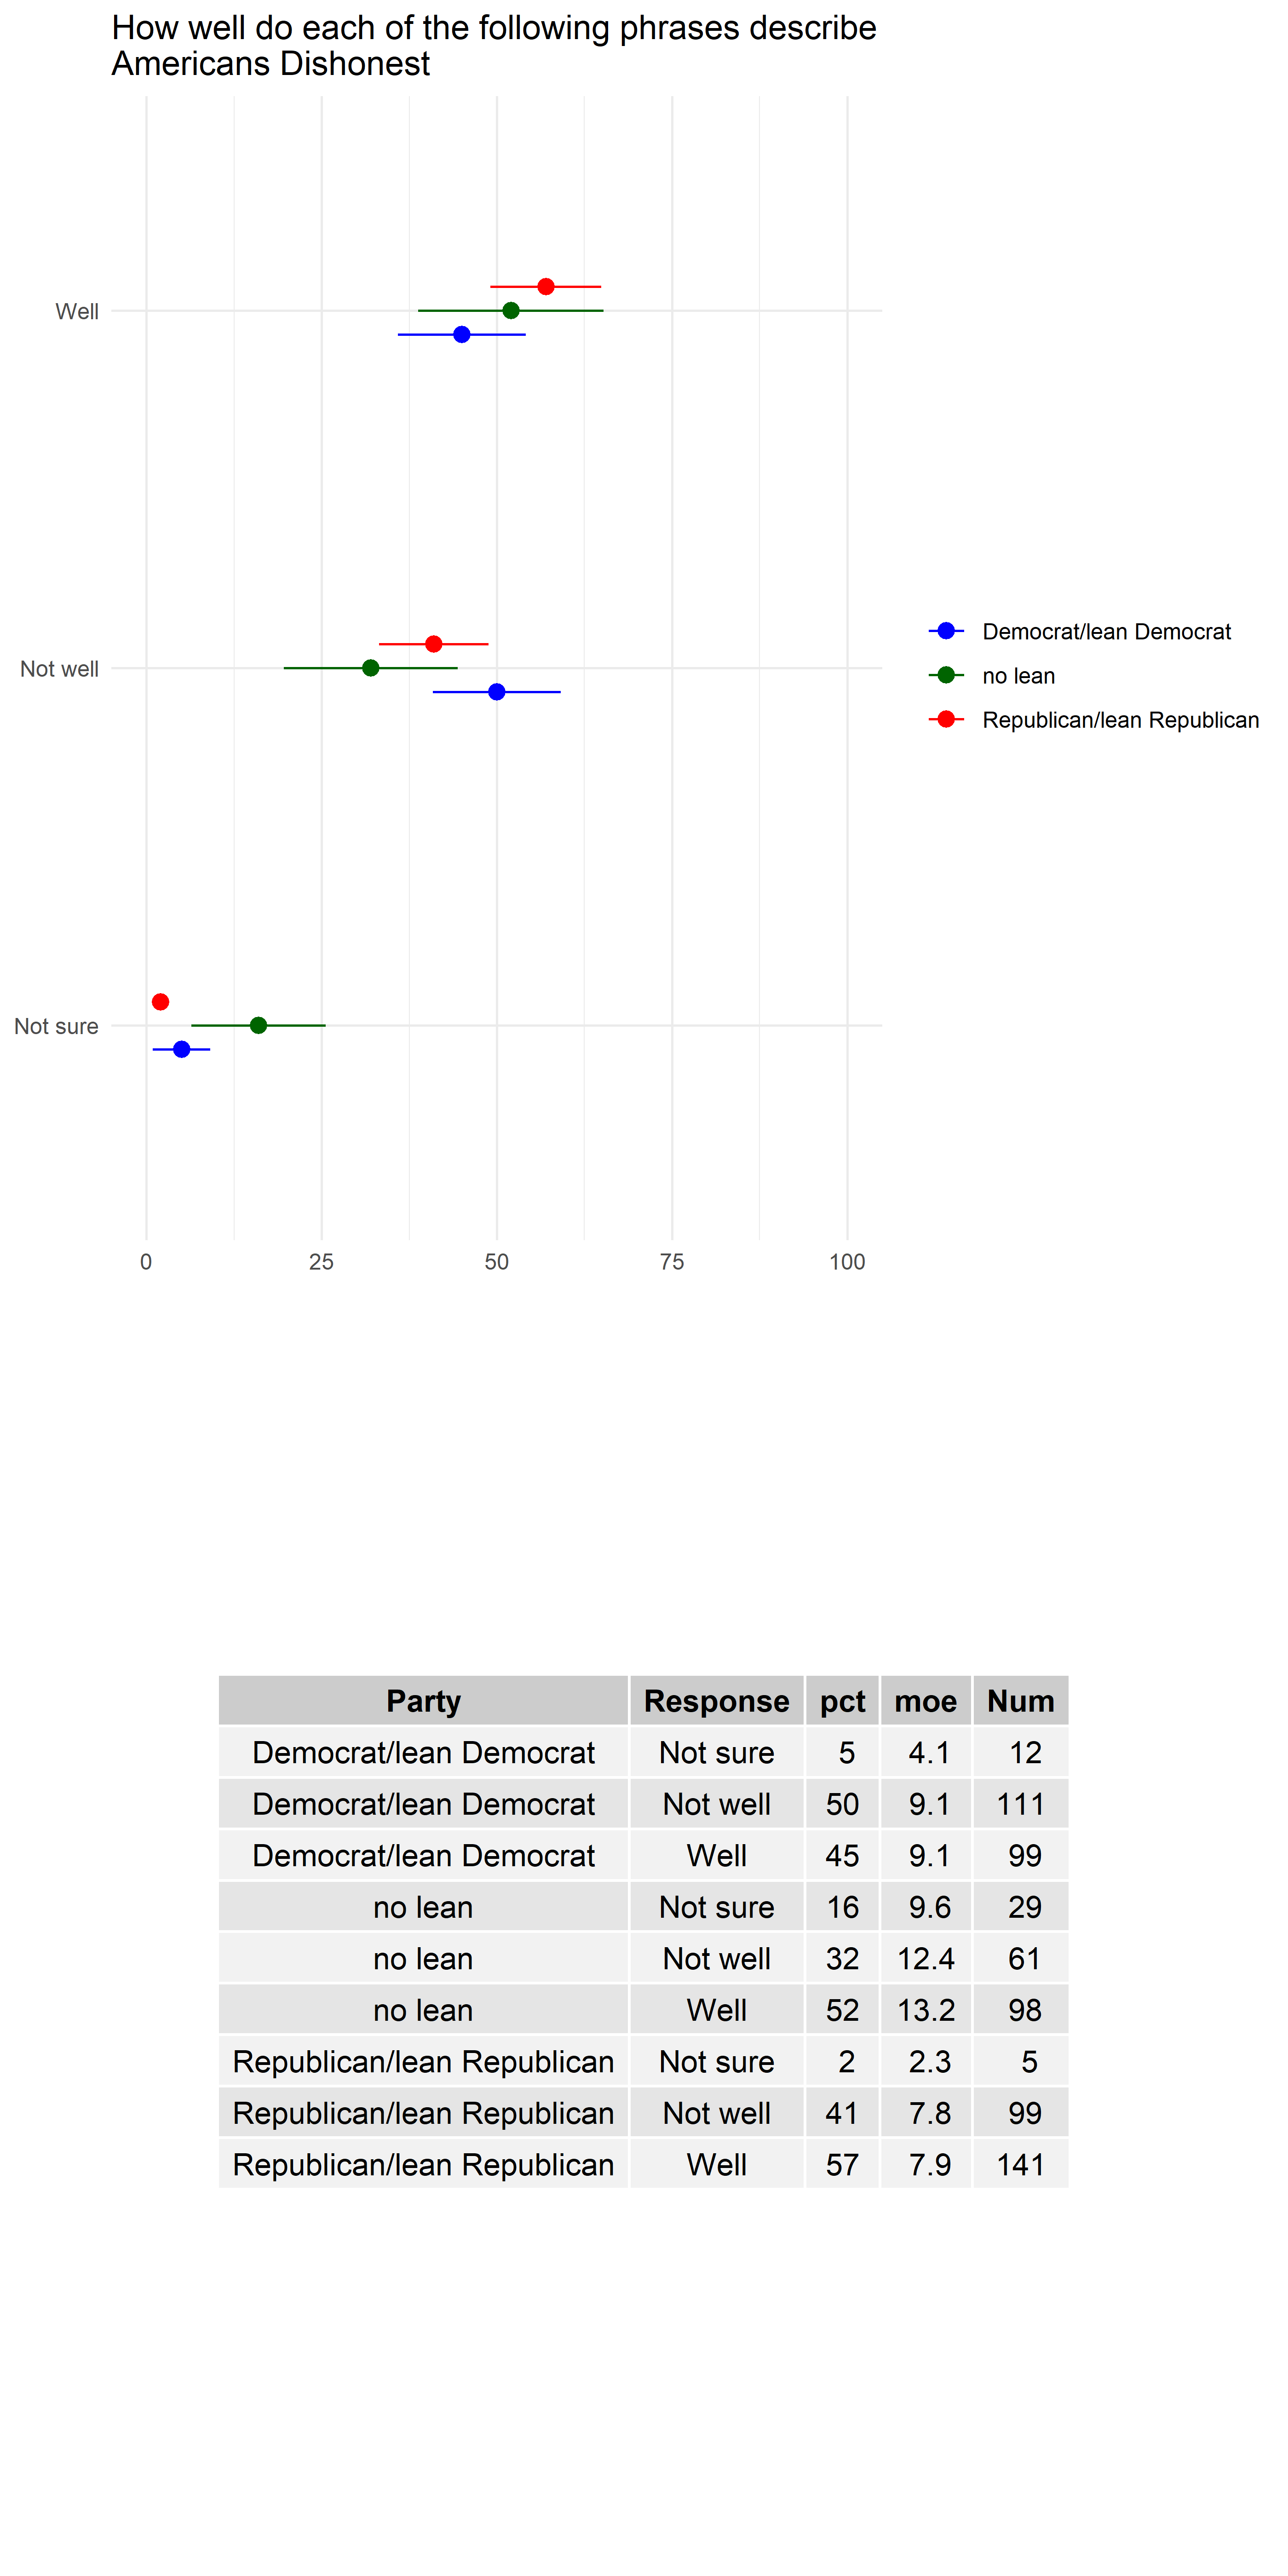 How well do each of the following phrases describe
Americans Dishonest
Well
Not well
Not sure
0 25 50 75 100
Democrat/lean Democrat
no lean
Republican/lean Republican
Party Response pct moe Num
Democrat/lean Democrat Not sure 5 4.1 12
Democrat/lean Democrat Not well 50 9.1 111
Democrat/lean Democrat Well 45 9.1 99
no lean Not sure 16 9.6 29
no lean Not well 32 12.4 61
no lean Well 52 13.2 98
Republican/lean Republican Not sure 2 2.3 5
Republican/lean Republican Not well 41 7.8 99
Republican/lean Republican Well 57 7.9 141